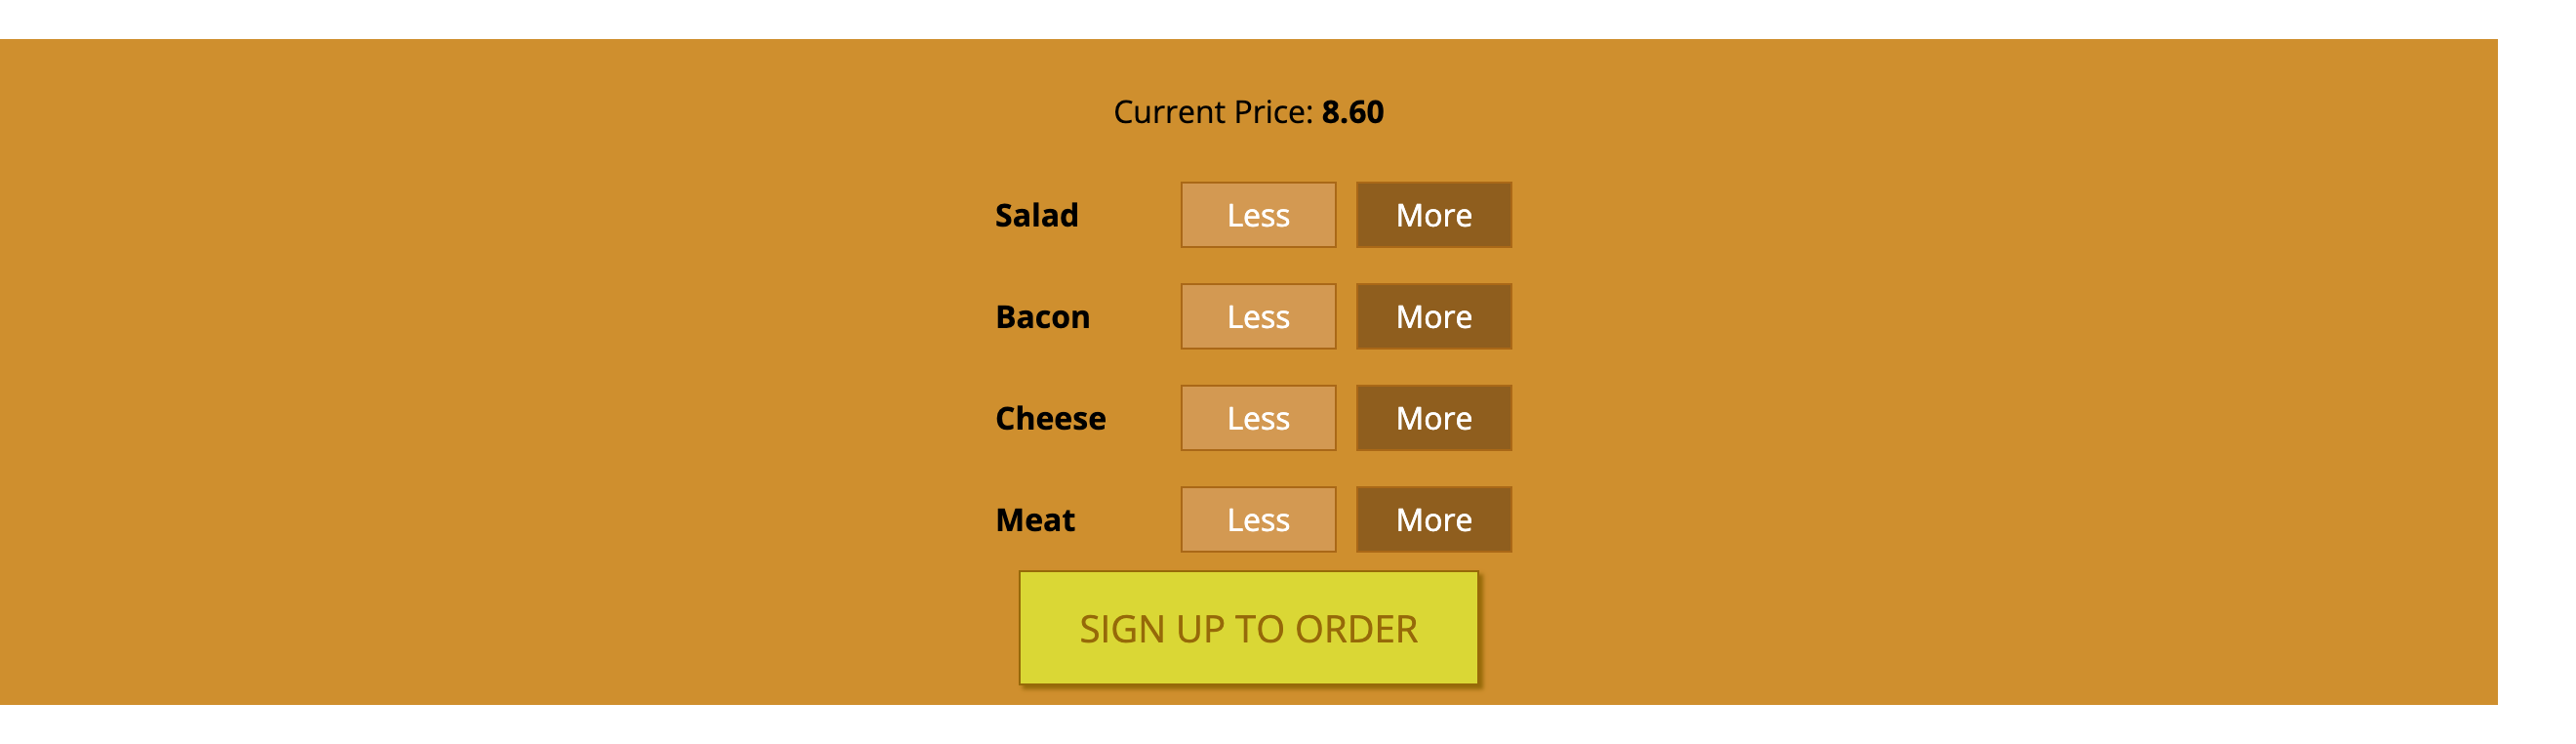 Current Price: 8.60
Salad Less More
Bacon Less More
Cheese Less More
Meat Less More
SIGN UP TO ORDER